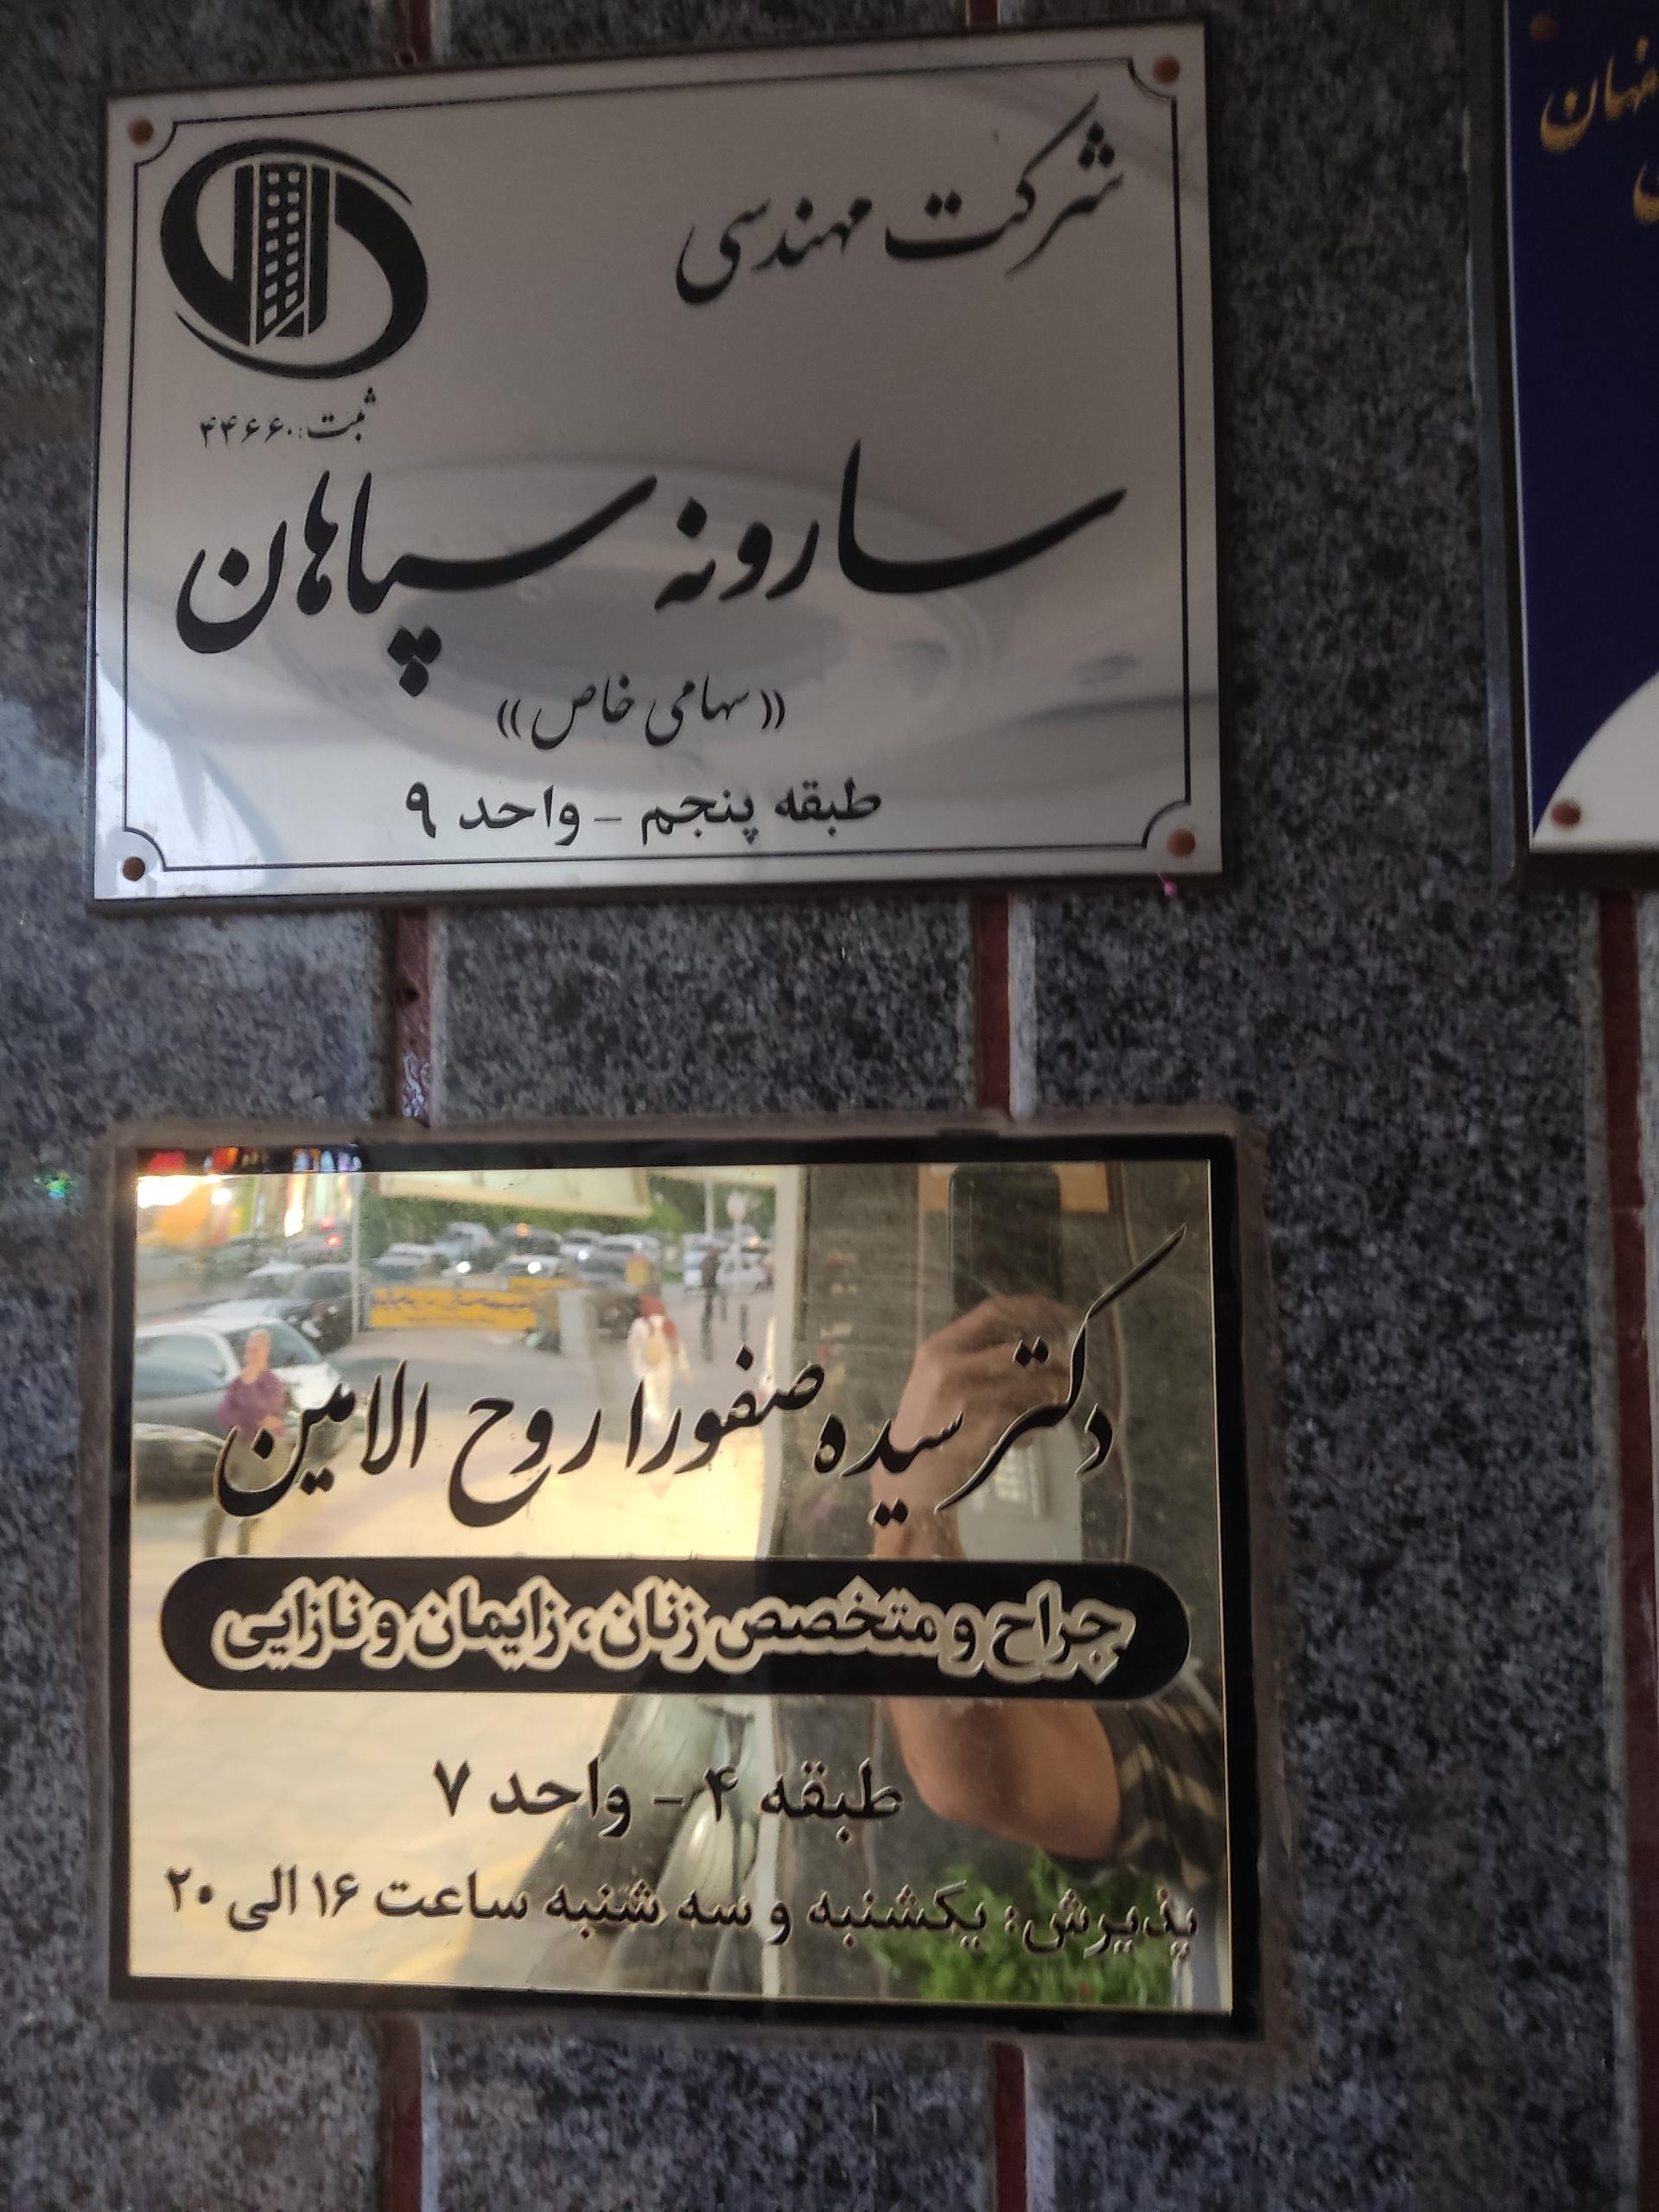 شرکت مهندسی
ثبت: ۴۴۶۶۰
سارونه سپاهان
((سهامی خاص))
طبقه پنجم - واحد ۹
دکتر سیده صفورا روح الامین
جراح و متخصص زنان، زایمان و نازایی
طبقه ۴ - واحد ۷
پذیرش: یکشنبه و سه شنبه ساعت ۱۶ الی ۲۰